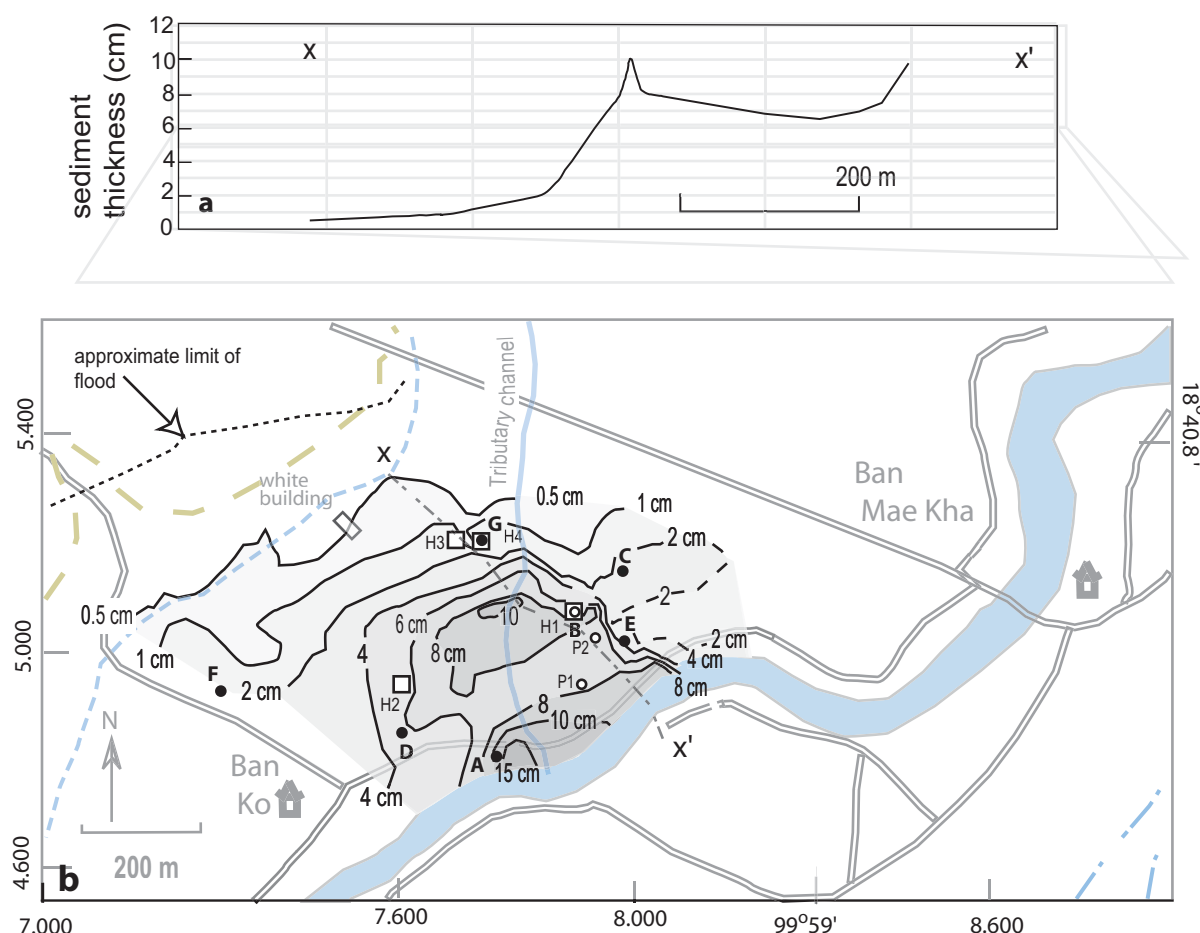 12
10
8
6
4
2
0
sediment
thickness (cm)
X
X'
200 m
a
approximate limit of
flood
Tributary channel
18°40.8'
5.400
5.000
4.600
X
white
building
0.5 cm
1 cm
2 cm
G
H3
H4
C
Ban
Mae Kha
2
0.5 cm
6 cm
10
H1
B
P2
E
2 cm
1 cm
4
8 cm
4 cm
F
2 cm
H2
P1
8 cm
8
N
D
10 cm
X'
A
15 cm
Ban
Ko
4 cm
200 m
b
7.000
7.600
8.000
99°59'
8.600